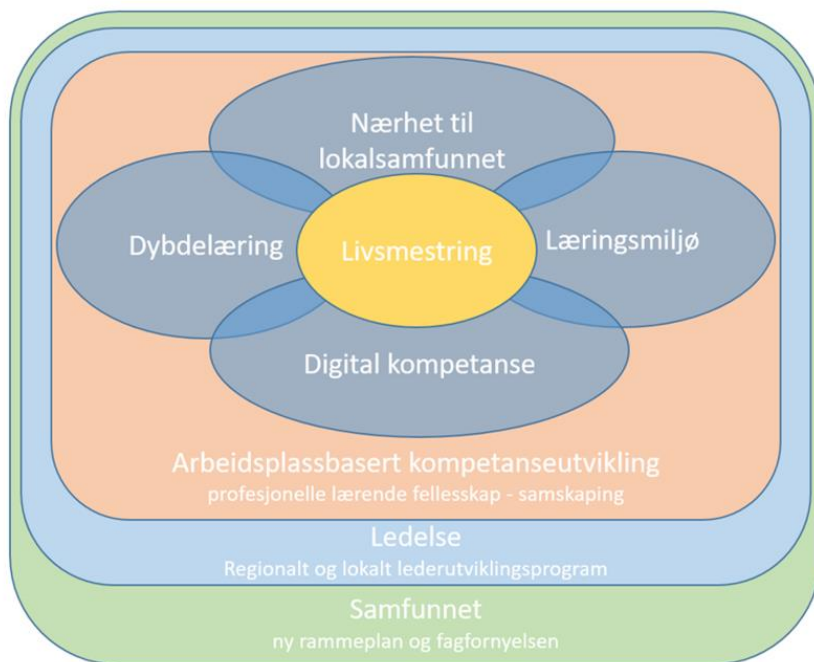 Nærhet til
lokalsamfunnet
Dybdelæring
Livsmestring
Læringsmiljø
Digital kompetanse
Arbeidsplassbasert kompetanseutvikling
profesjonelle lærende fellesskap - samskaping
Ledelse
Regionalt og lokalt lederutviklingsprogram
Samfunnet
ny rammeplan og fagfornyelsen